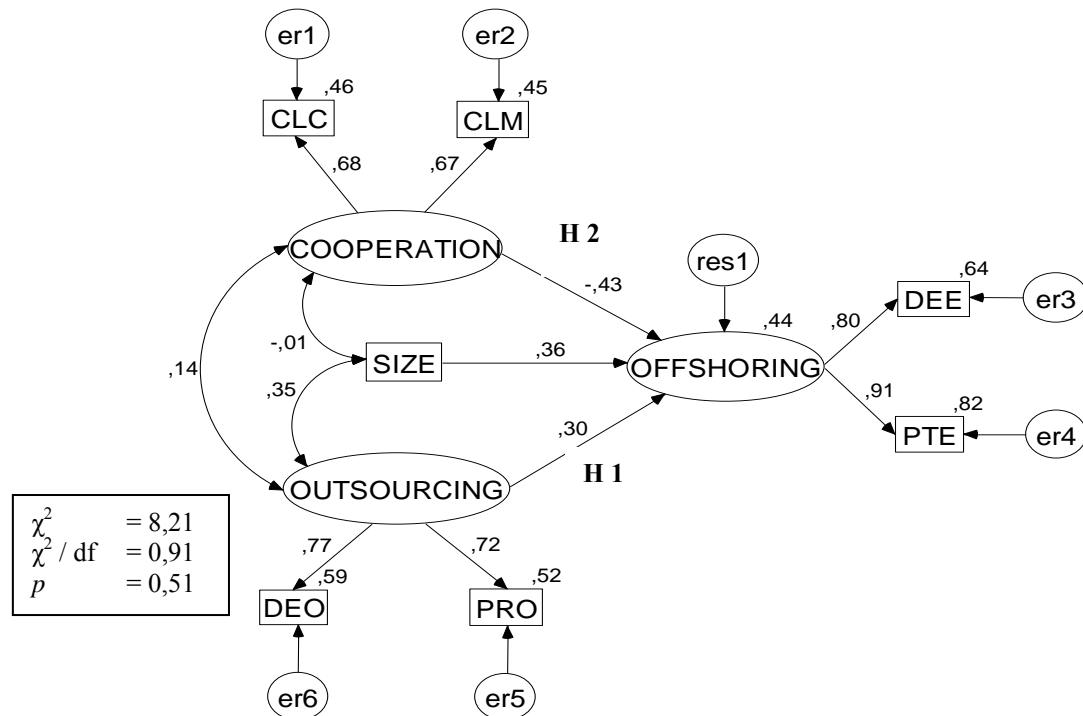 er1
er2
,46
,45
CLC
CLM
,68
,67
COOPERATION
H 2
res1
-,43
,64
DEE
er3
,44
,80
-,01
SIZE
,36
OFFSHORING
,14
,35
,91
,82
PTE
er4
,30
OUTSOURCING
H 1
χ² = 8,21
χ² / df = 0,91
p = 0,51
,77
,72
,59
,52
DEO
PRO
er6
er5